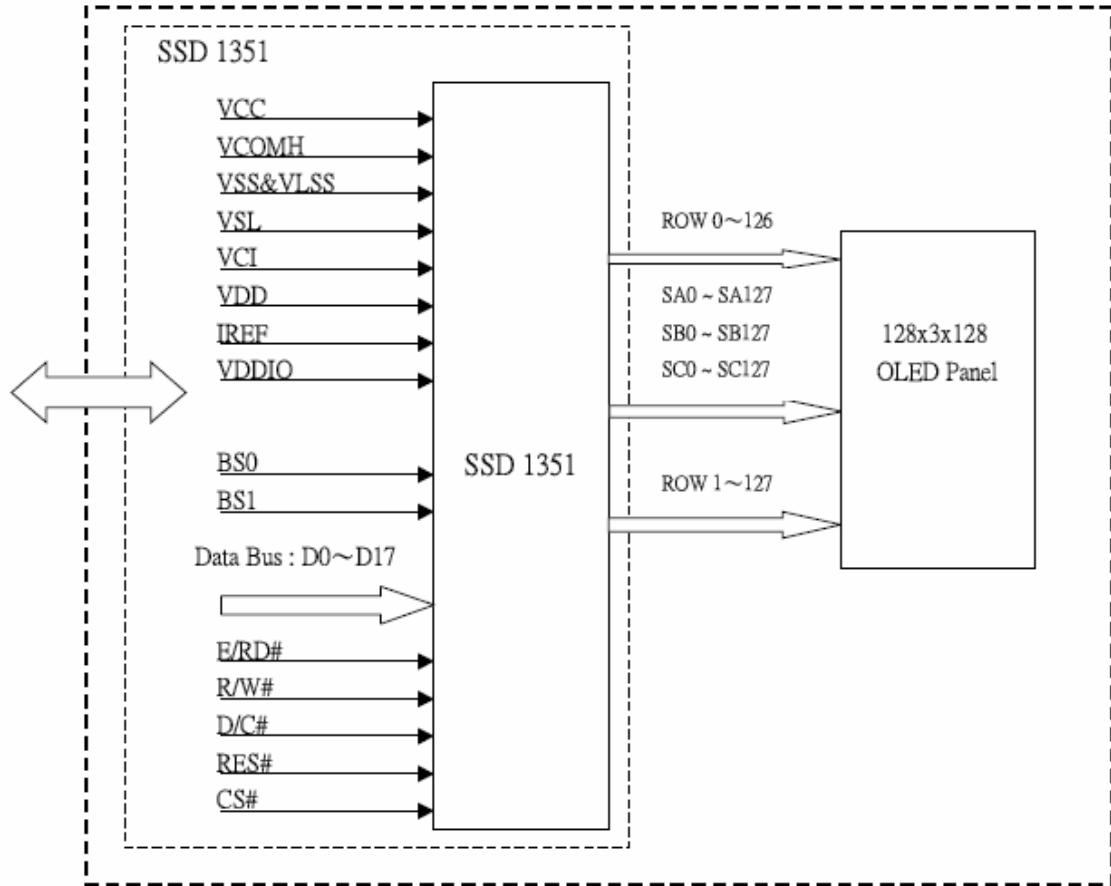 SSD 1351
VCC
VCOMH
VSS&VLSS
VSL
VCI
VDD
IREF
VDDIO
BS0
BS1
Data Bus : D0～D17
E/RD#
R/W#
D/C#
RES#
CS#
SSD 1351
ROW 0～126
SA0 ~ SA127
SB0 ~ SB127
SC0 ~ SC127
ROW 1～127
128x3x128
OLED Panel